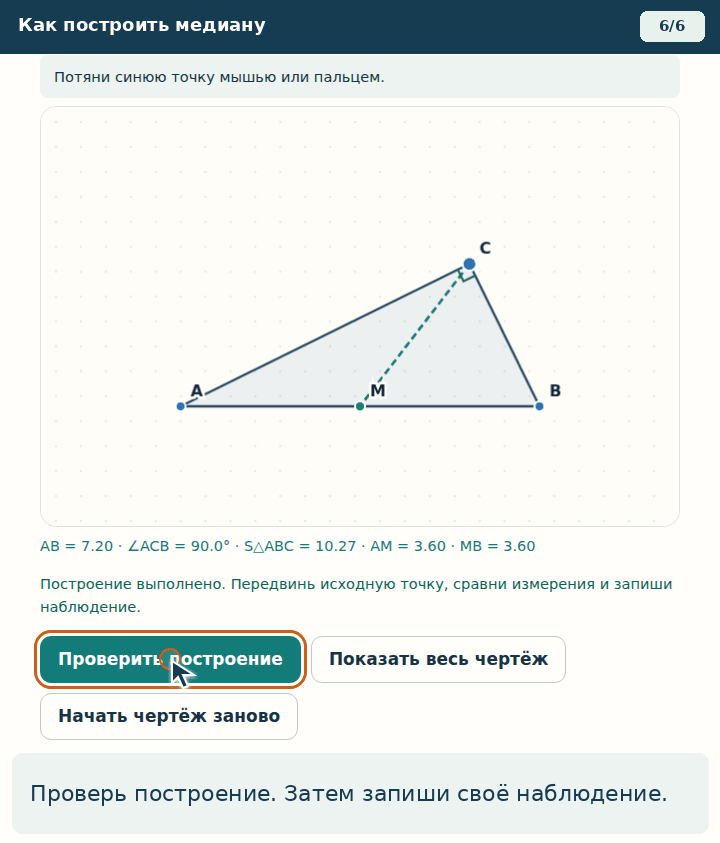 Как построить медиану
6/6
Потяни синюю точку мышью или пальцем.
C
A
M
B
AB = 7.20 · ∠ACB = 90.0° · S△ABC = 10.27 · AM = 3.60 · MB = 3.60
Построение выполнено. Передвинь исходную точку, сравни измерения и запиши
наблюдение.
Проверить построение
Показать весь чертёж
Начать чертёж заново
Проверь построение. Затем запиши своё наблюдение.